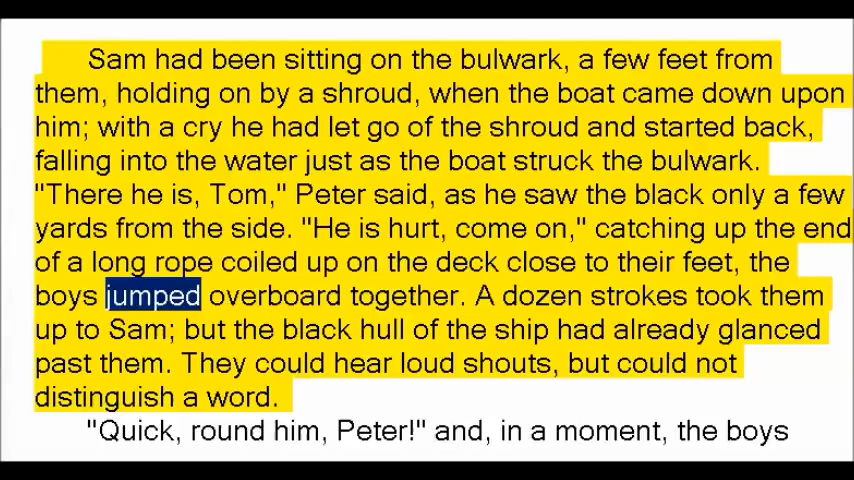 Sam had been sitting on the bulwark, a few feet from
them, holding on by a shroud, when the boat came down upon
him; with a cry he had let go of the shroud and started back,
falling into the water just as the boat struck the bulwark.
"There he is, Tom," Peter said, as he saw the black only a few
yards from the side. "He is hurt, come on," catching up the end
of a long rope coiled up on the deck close to their feet, the
boys jumped overboard together. A dozen strokes took them
up to Sam; but the black hull of the ship had already glanced
past them. They could hear loud shouts, but could not
distinguish a word.
"Quick, round him, Peter!" and, in a moment, the boys